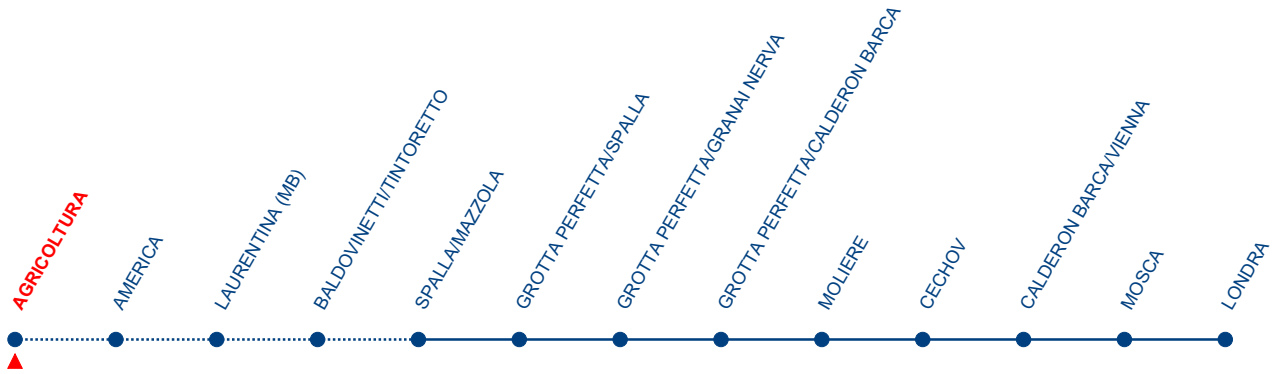 AGRICOLTURA
AMERICA
LAURENTINA (MB)
BALDOVINETTI/TINTORETTO
SPALLA/MAZZOLA
GROTTA PERFETTA/SPALLA
GROTTA PERFETTA/GRANAI NERVA
GROTTA PERFETTA/CALDERON BARCA
MOLIERE
CECHOV
CALDERON BARCA/VIENNA
MOSCA
LONDRA